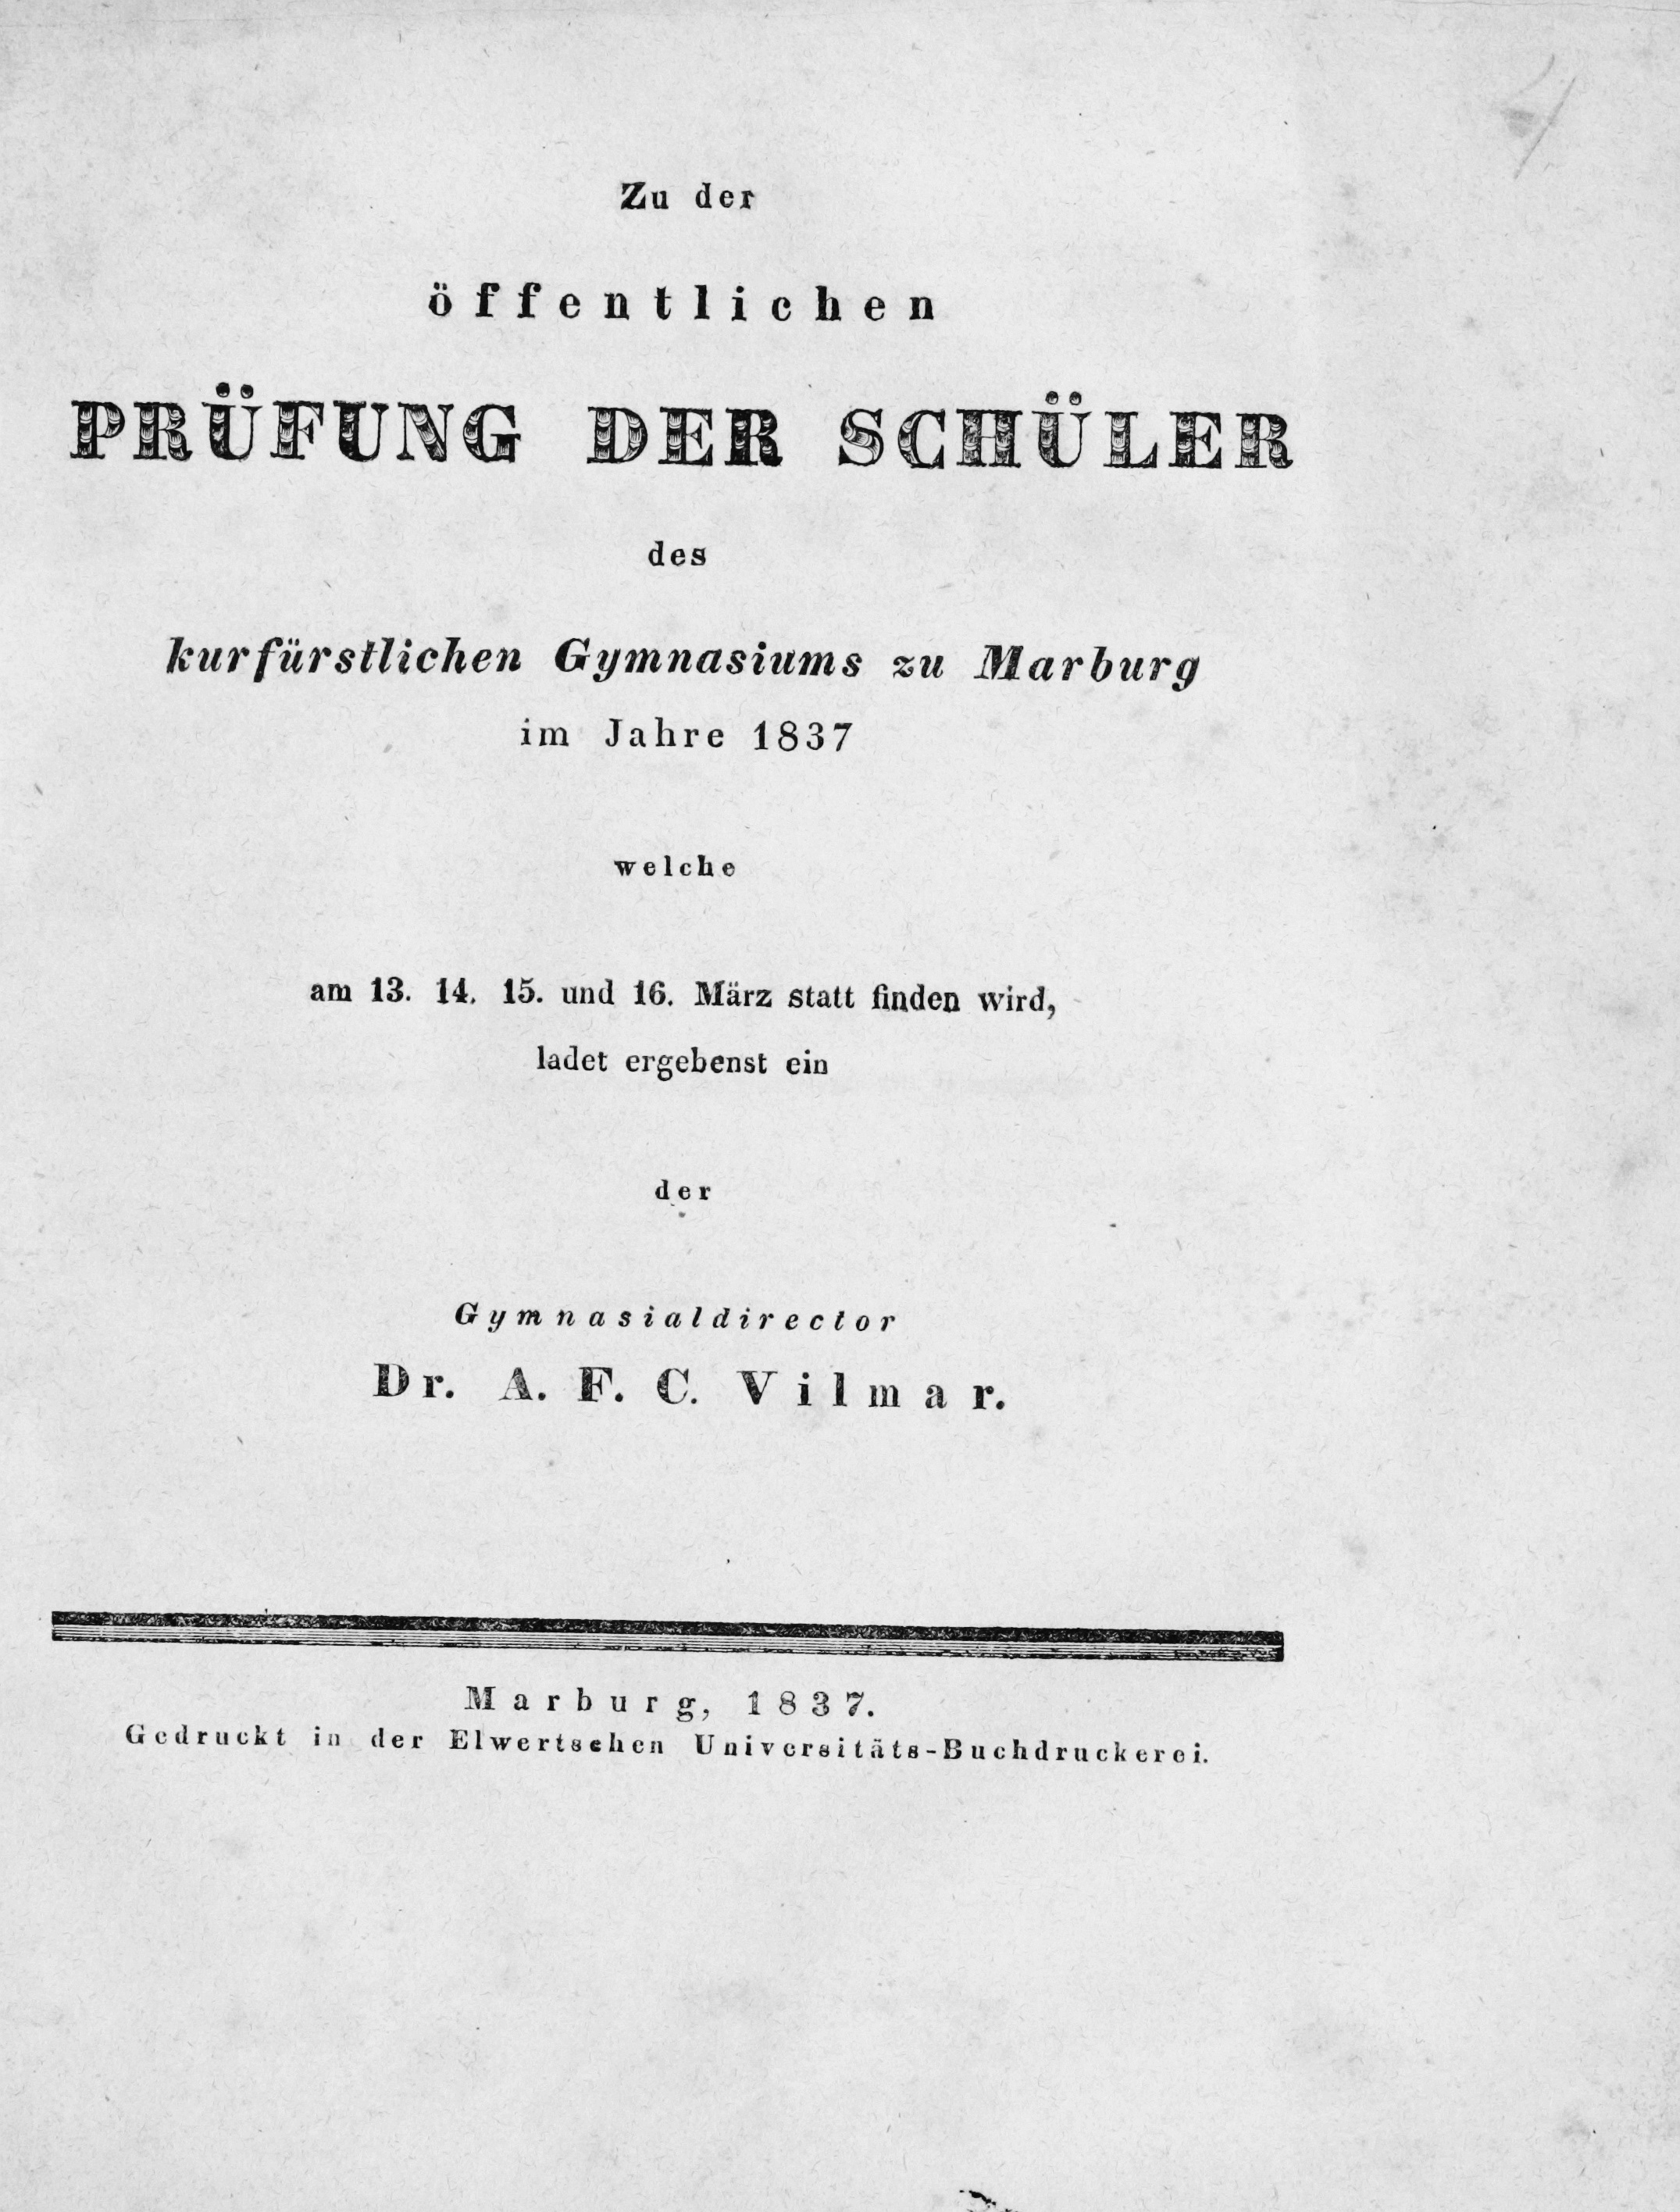 Zu der
öffentlichen
PRÜFUNG DER SCHÜLER
des
kurfürstlichen Gymnasiums zu Marburg
im Jahre 1837
welche
am 13. 14. 15. und 16. März statt finden wird,
ladet ergebenst ein
der
Gymnasialdirector
Dr. A. F. C. Vilmar.
Marburg, 1837.
Gedruckt in der Elwertschen Universitäts-Buchdruckerei.